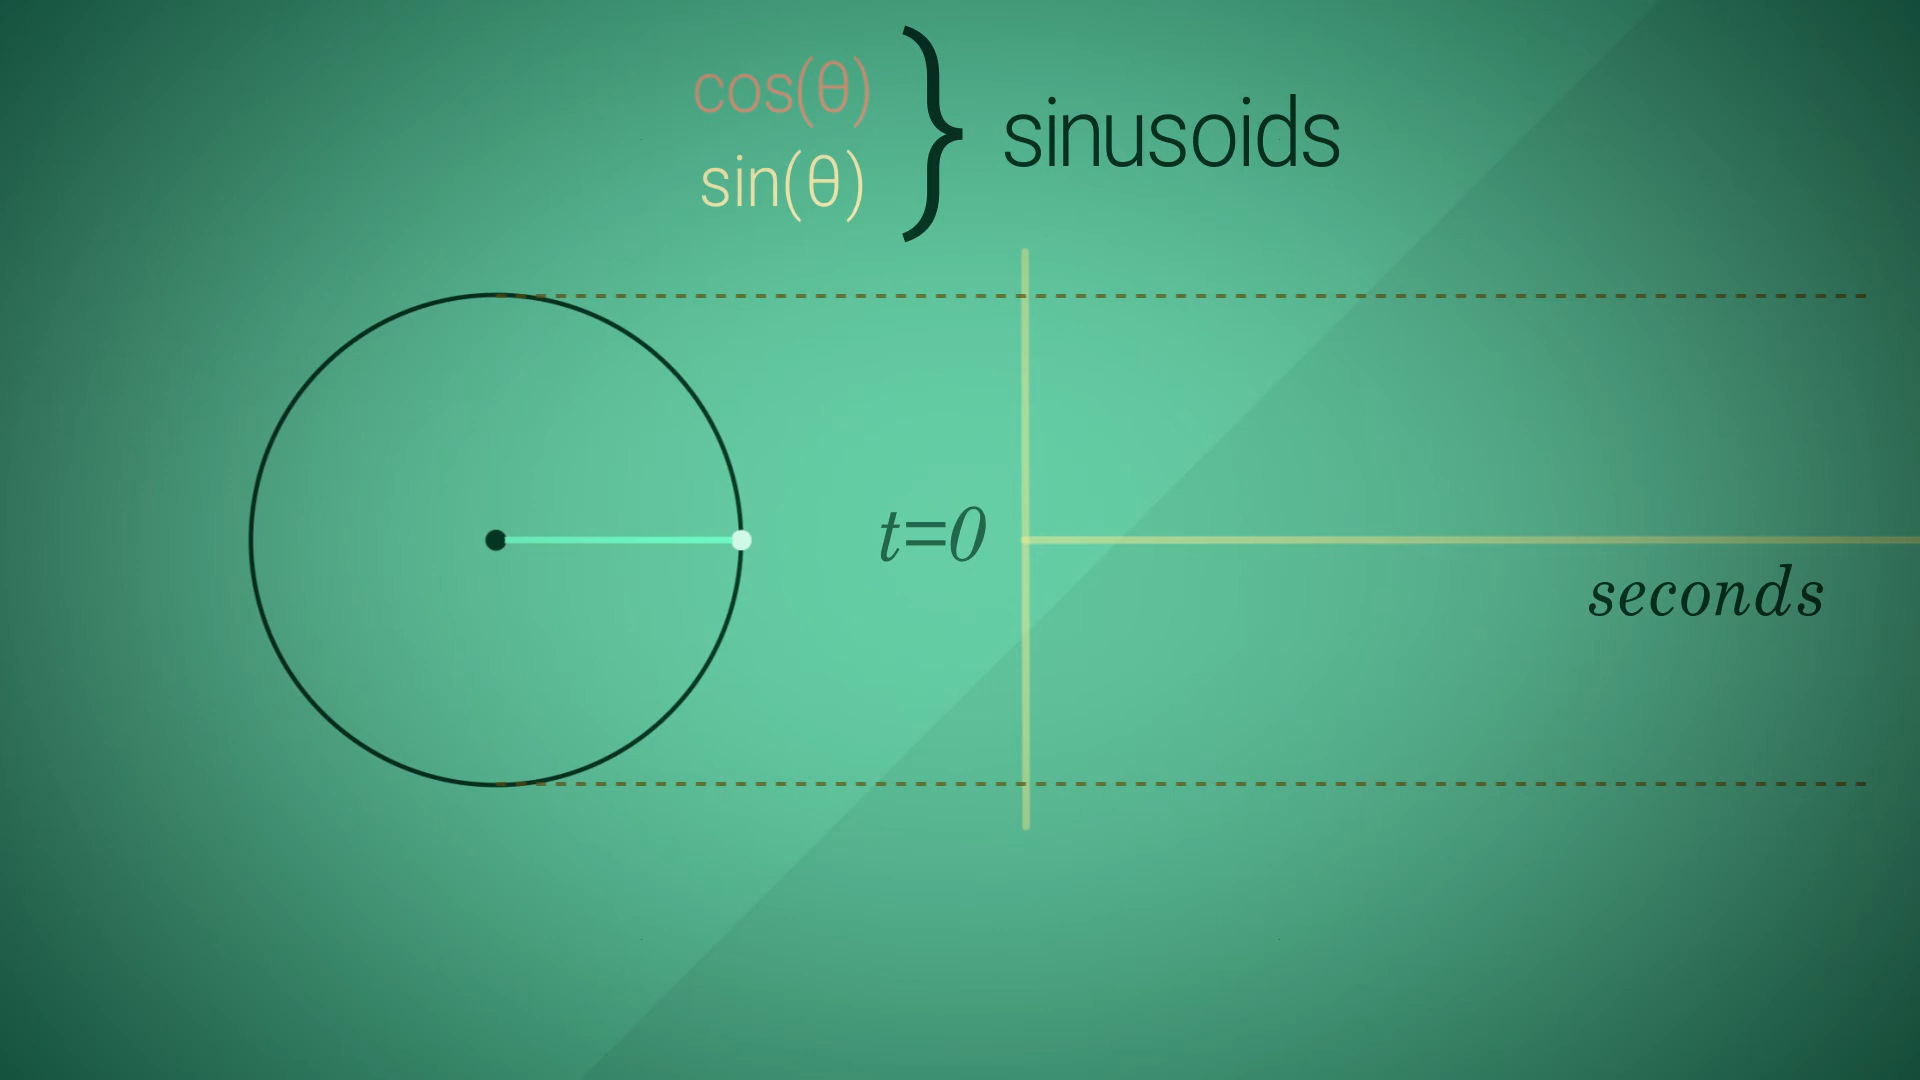 cos(θ)
sin(θ)
sinusoids
t=0
seconds